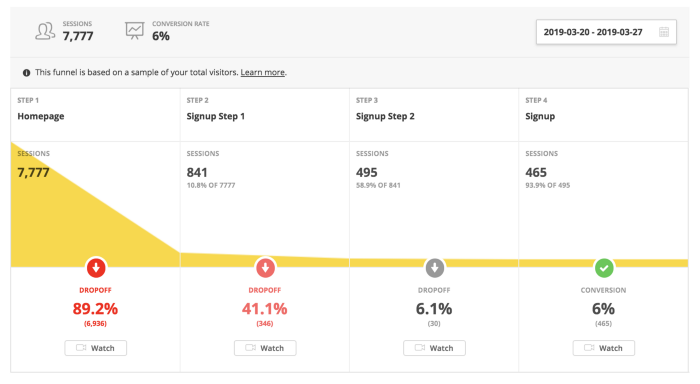 SESSIONS
7,777
CONVERSION RATE
6%
2019-03-20 - 2019-03-27
This funnel is based on a sample of your total visitors. Learn more.
STEP 1
Homepage
STEP 2
Signup Step 1
STEP 3
Signup Step 2
STEP 4
Signup
SESSIONS
7,777
SESSIONS
841
10.8% OF 7777
SESSIONS
495
58.9% OF 841
SESSIONS
465
93.9% OF 495
DROPOFF
89.2%
(6,936)
Watch
DROPOFF
41.1%
(346)
Watch
DROPOFF
6.1%
(30)
Watch
CONVERSION
6%
(465)
Watch